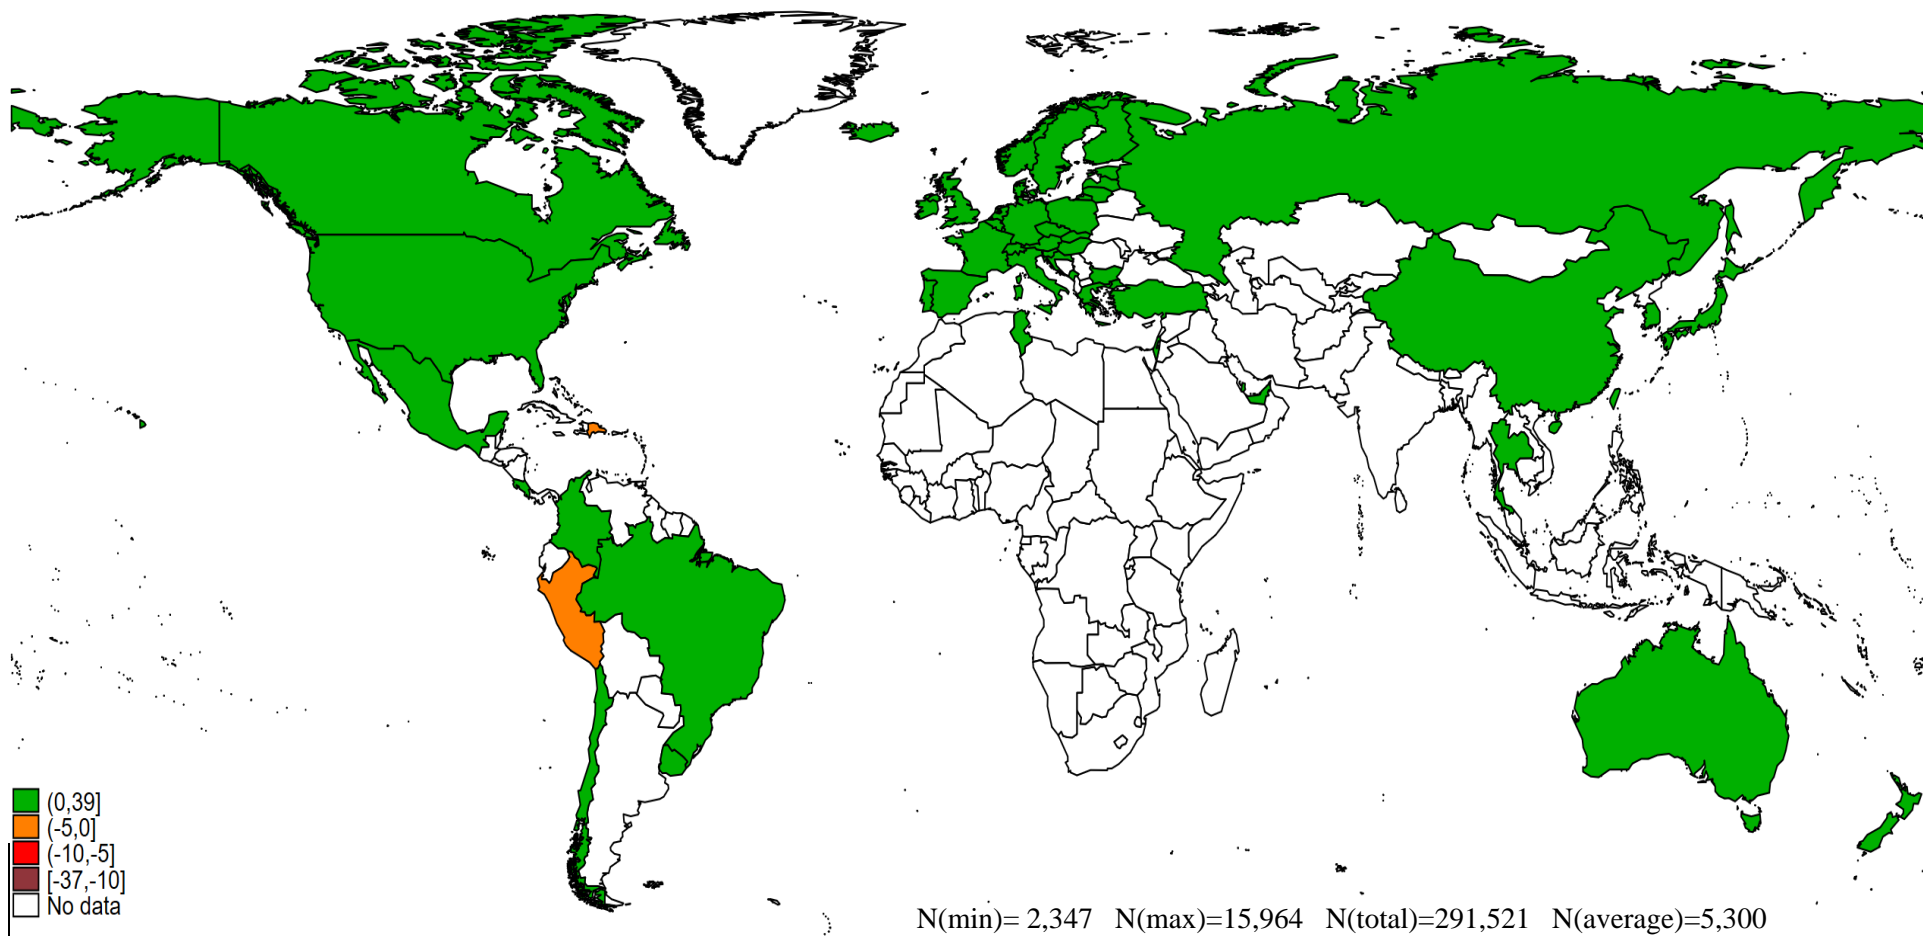 (0,39]
(-5,0]
(-10,-5]
[-37,-10]
No data
N(min)= 2,347 N(max)=15,964 N(total)=291,521 N(average)=5,300